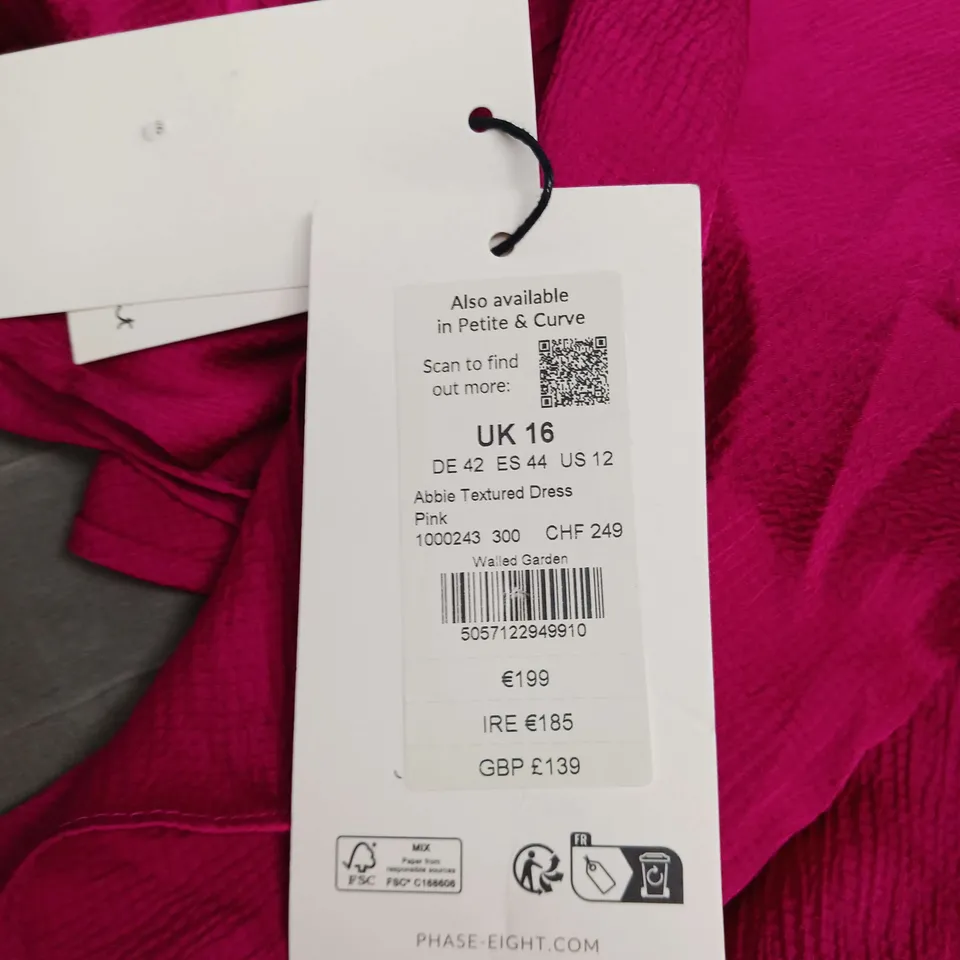 Also available
in Petite & Curve
Scan to find
out more:
UK 16
DE 42 ES 44 US 12
Abbie Textured Dress
Pink
1000243 300 CHF 249
Walled Garden
5057122949910
€199
IRE €185
GBP £139
FR
MIX
Paper from
responsible sources
FSC
FSC® C166606
PHASE-EIGHT.COM